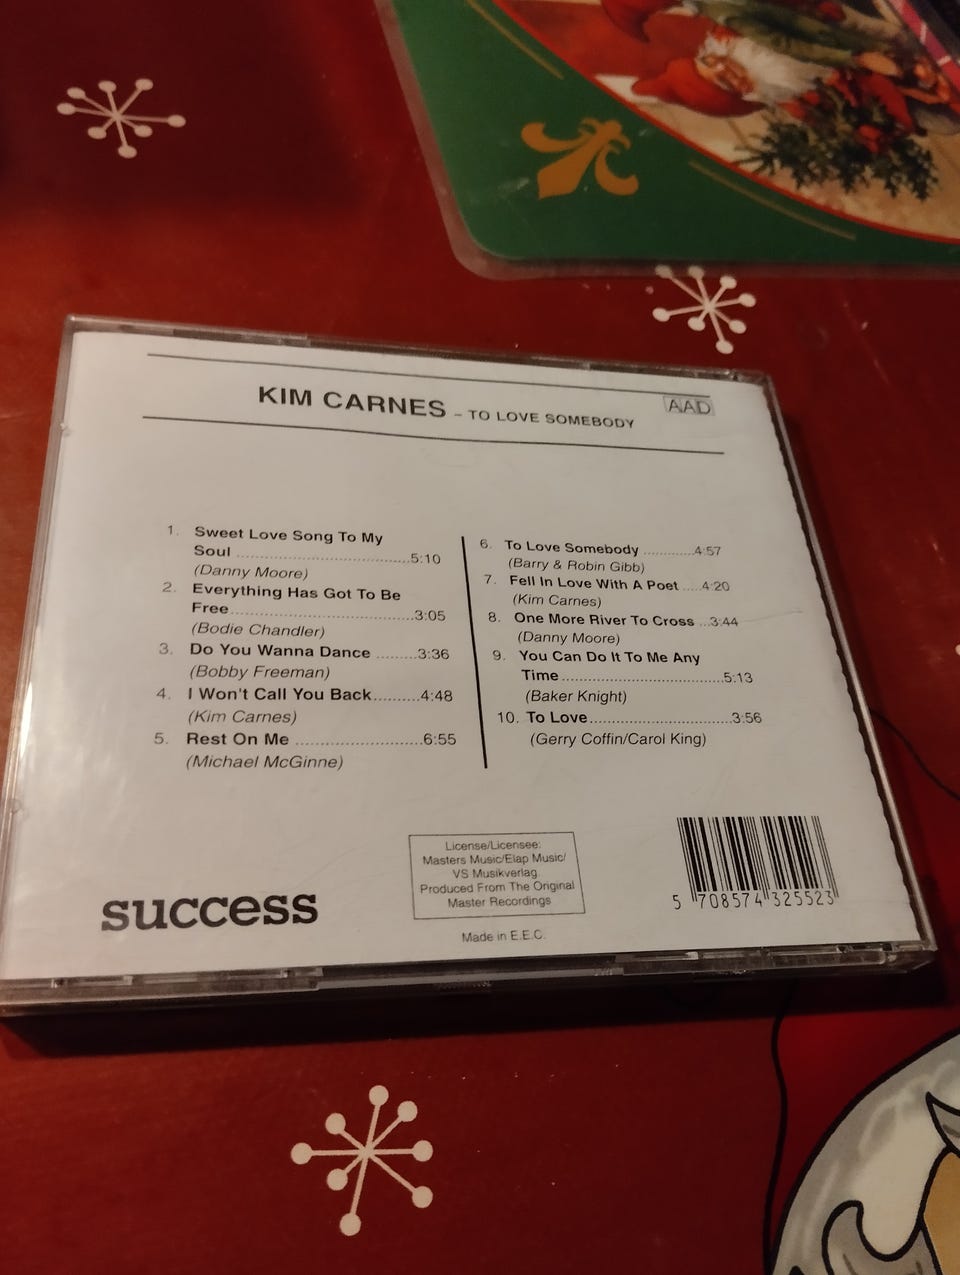 KIM CARNES – TO LOVE SOMEBODY
AAD
1. Sweet Love Song To My
Soul ..............................5:10
(Danny Moore)
2. Everything Has Got To Be
Free................................3:05
(Bodie Chandler)
3. Do You Wanna Dance .........3:36
(Bobby Freeman)
4. I Won't Call You Back.........4:48
(Kim Carnes)
5. Rest On Me .........................6:55
(Michael McGinne)
6. To Love Somebody ............4:57
(Barry & Robin Gibb)
7. Fell In Love With A Poet ....4:20
(Kim Carnes)
8. One More River To Cross ...3:44
(Danny Moore)
9. You Can Do It To Me Any
Time..................................5:13
(Baker Knight)
10. To Love..............................3:56
(Gerry Coffin/Carol King)
License/Licensee:
Masters Music/Elap Music/
VS Musikverlag
Produced From The Original
Master Recordings
success
Made in E.E.C.
5 708574 325523